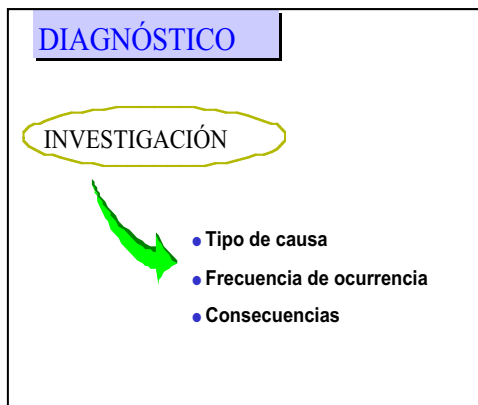 DIAGNÓSTICO
INVESTIGACIÓN
● Tipo de causa
● Frecuencia de ocurrencia
● Consecuencias